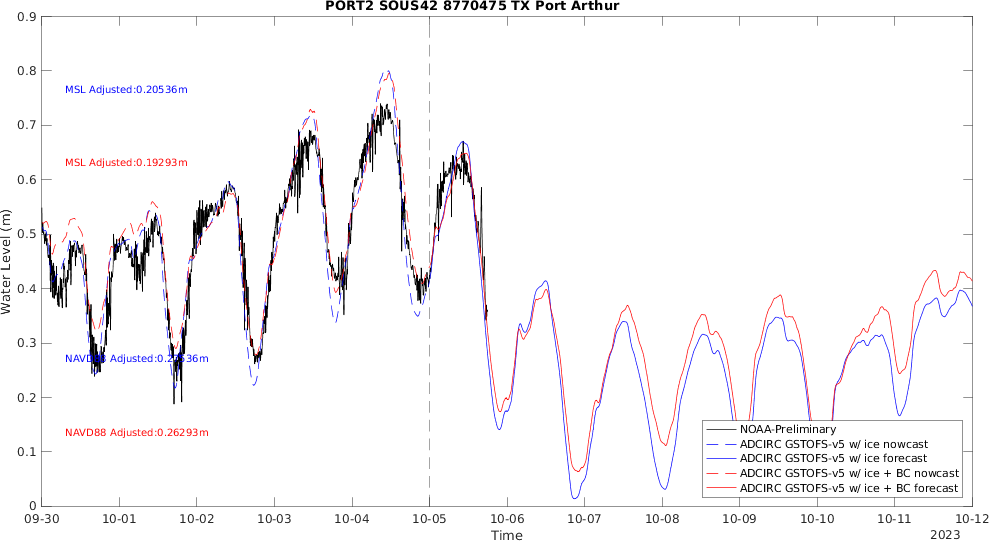 PORT2 SOUS42 8770475 TX Port Arthur
0.9
0.8
0.7
0.6
0.5
0.4
0.3
0.2
0.1
0
Water Level (m)
MSL Adjusted:0.20536m
MSL Adjusted:0.19293m
NAVD88 Adjusted:0.27536m
NAVD88 Adjusted:0.26293m
NOAA-Preliminary
ADCIRC GSTOFS-v5 w/ ice nowcast
ADCIRC GSTOFS-v5 w/ ice forecast
ADCIRC GSTOFS-v5 w/ ice + BC nowcast
ADCIRC GSTOFS-v5 w/ ice + BC forecast
09-30 10-01 10-02 10-03 10-04 10-05 10-06 10-07 10-08 10-09 10-10 10-11 10-12
Time
2023